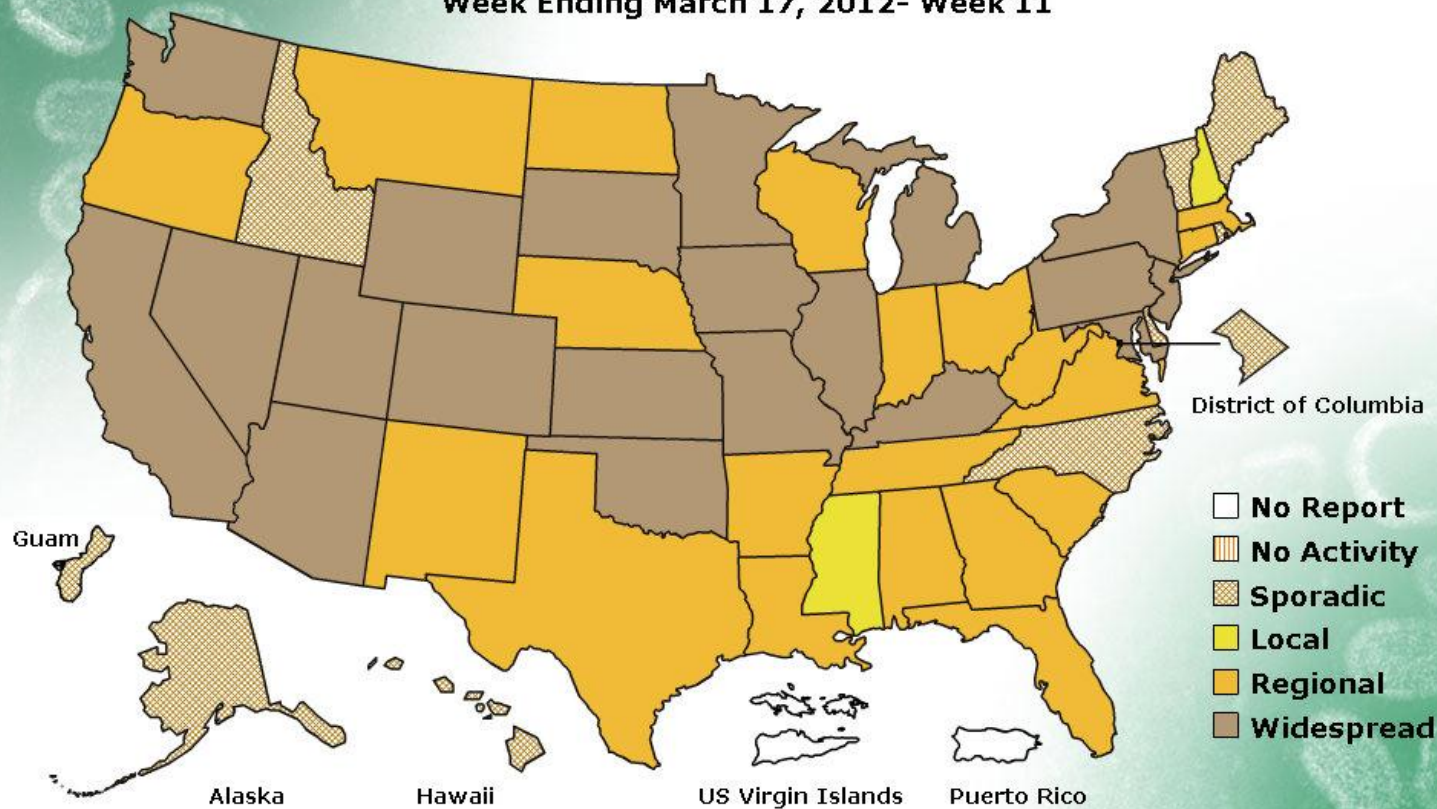 Week Ending March 17, 2012- Week 11
District of Columbia
Guam
No Report
No Activity
Sporadic
Local
Regional
Widespread
Alaska
Hawaii
US Virgin Islands
Puerto Rico